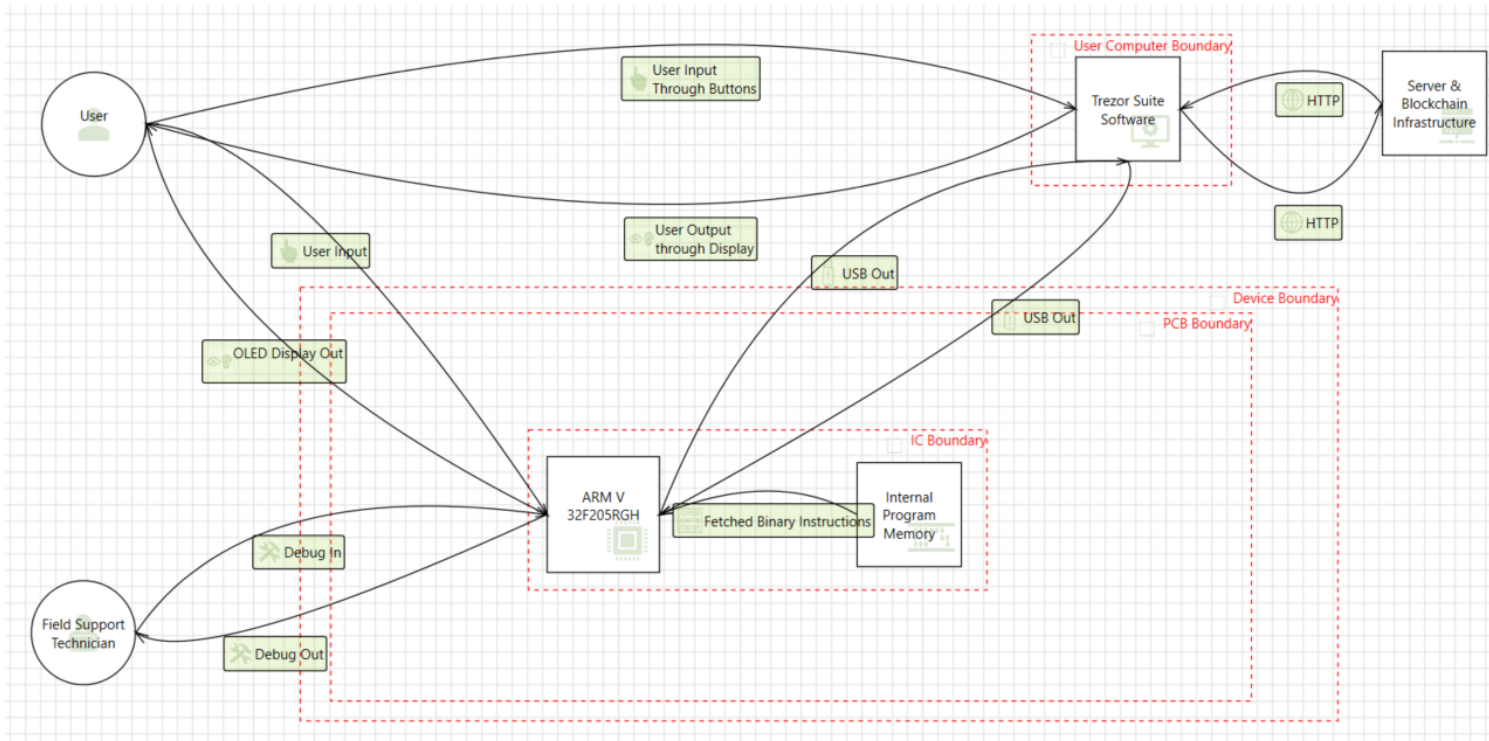 User Computer Boundary
User
User Input
Through Buttons
Trezor Suite
Software
HTTP
Server &
Blockchain
Infrastructure
HTTP
User Output
through Display
User Input
USB Out
USB Out
Device Boundary
PCB Boundary
OLED Display Out
IC Boundary
ARM V
32F205RGH
Fetched Binary Instructions
Internal
Program
Memory
Debug In
Field Support
Technician
Debug Out